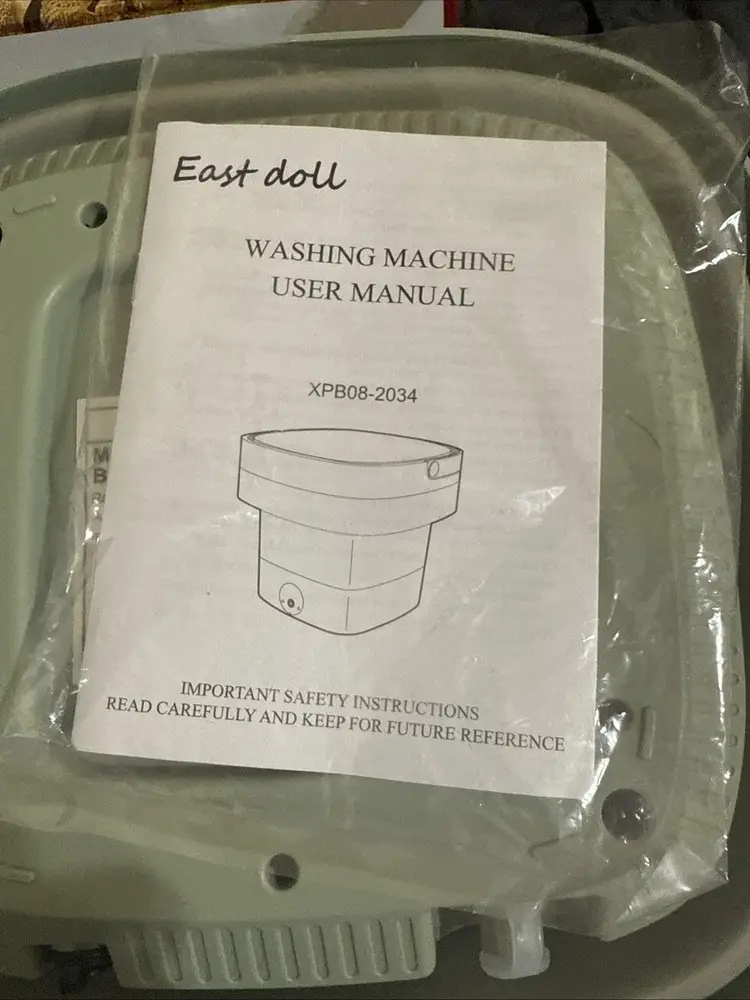 East doll
WASHING MACHINE
USER MANUAL
XPB08-2034
IMPORTANT SAFETY INSTRUCTIONS
READ CAREFULLY AND KEEP FOR FUTURE REFERENCE